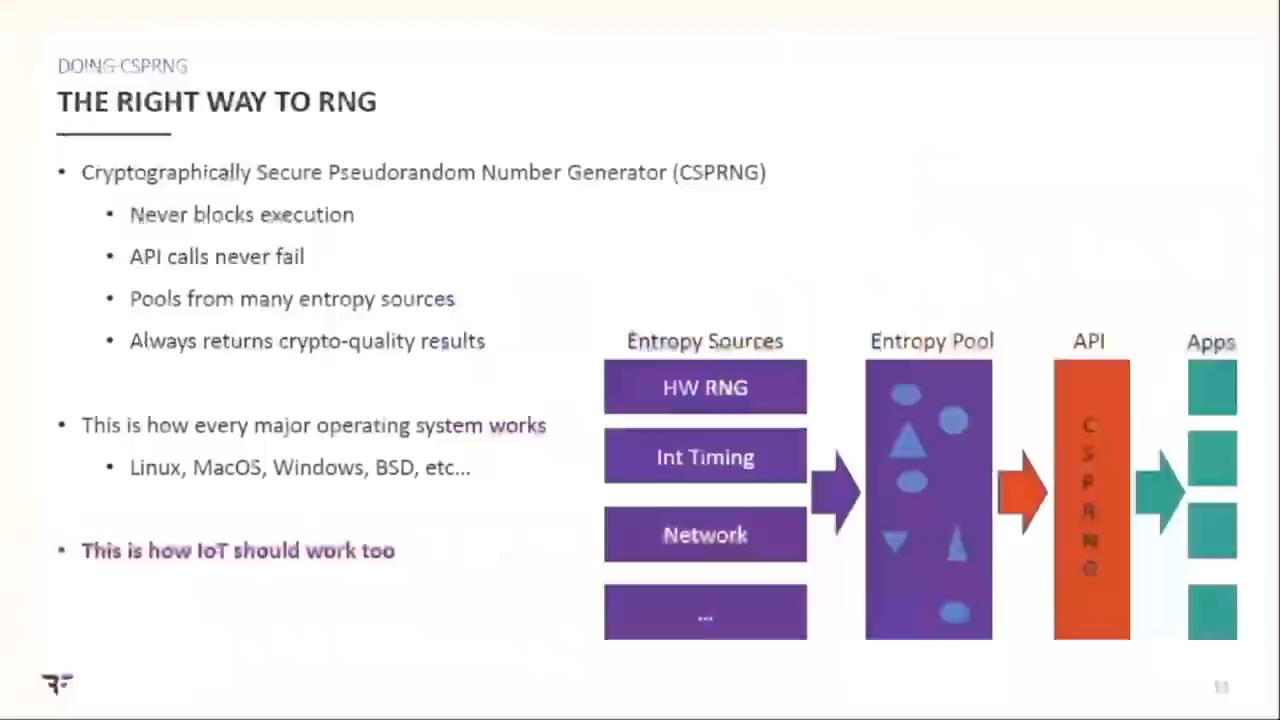 DOING CSPRNG
THE RIGHT WAY TO RNG
• Cryptographically Secure Pseudorandom Number Generator (CSPRNG)
• Never blocks execution
• API calls never fail
• Pools from many entropy sources
• Always returns crypto-quality results
• This is how every major operating system works
• Linux, MacOS, Windows, BSD, etc...
• This is how IoT should work too
Entropy Sources
HW RNG
Int Timing
Network
...
Entropy Pool
API
C
S
P
R
N
G
Apps